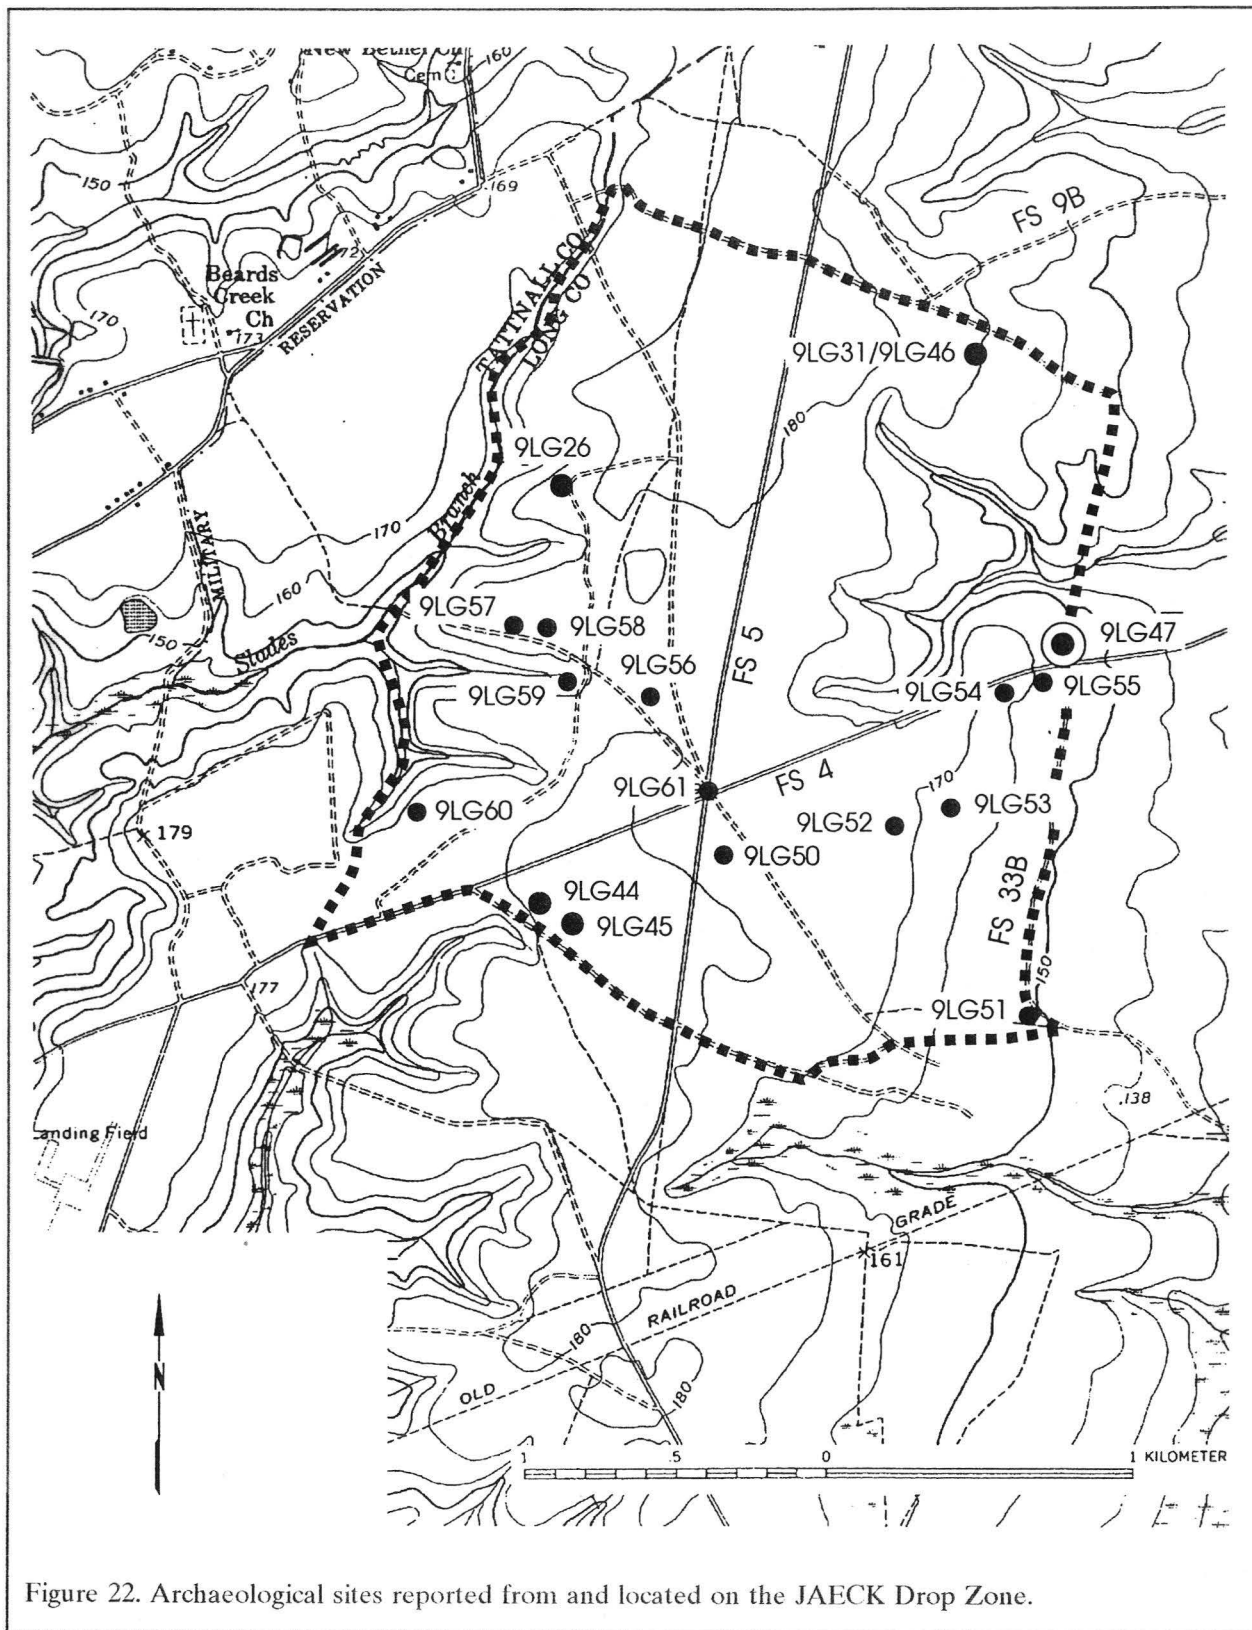 New Bethel Ch
Cem
160
150
169
172
Beards
Creek
Ch
173
170
RESERVATION
TATTNALL CO
LONG CO
FS 9B
9LG31/9LG46
180
9LG26
Branch
170
MILITARY
160
150
Slades
9LG57
9LG58
9LG56
9LG59
FS 5
9LG47
9LG54
9LG55
9LG61
FS 4
170
9LG53
9LG52
9LG60
179
9LG50
9LG44
9LG45
FS 33B
177
150
9LG51
138
Landing Field
GRADE
161
RAILROAD
180
OLD
180
N
1 .5 0 1 KILOMETER
Figure 22. Archaeological sites reported from and located on the JAECK Drop Zone.